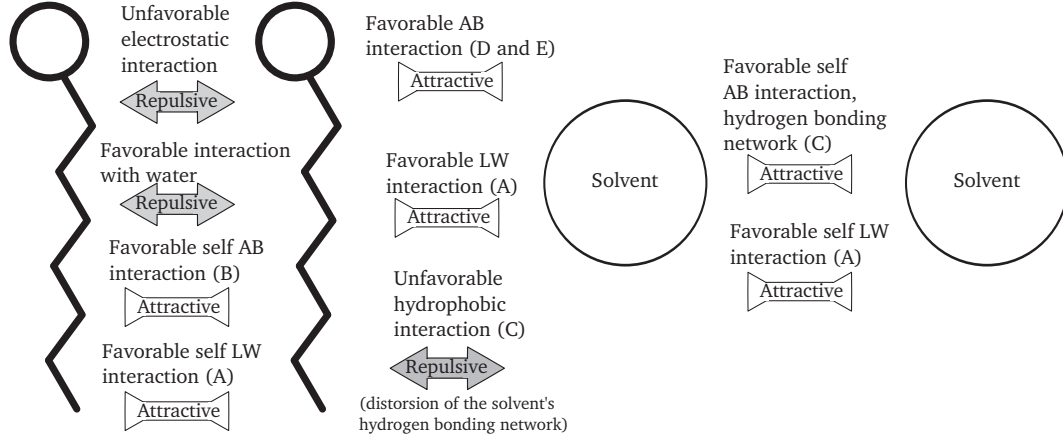 Unfavorable
electrostatic
interaction
Repulsive
Favorable interaction
with water
Repulsive
Favorable self AB
interaction (B)
Attractive
Favorable self LW
interaction (A)
Attractive
Favorable AB
interaction (D and E)
Attractive
Favorable LW
interaction (A)
Attractive
Unfavorable
hydrophobic
interaction (C)
Repulsive
(distorsion of the solvent's
hydrogen bonding network)
Solvent
Favorable self
AB interaction,
hydrogen bonding
network (C)
Attractive
Favorable self LW
interaction (A)
Attractive
Solvent